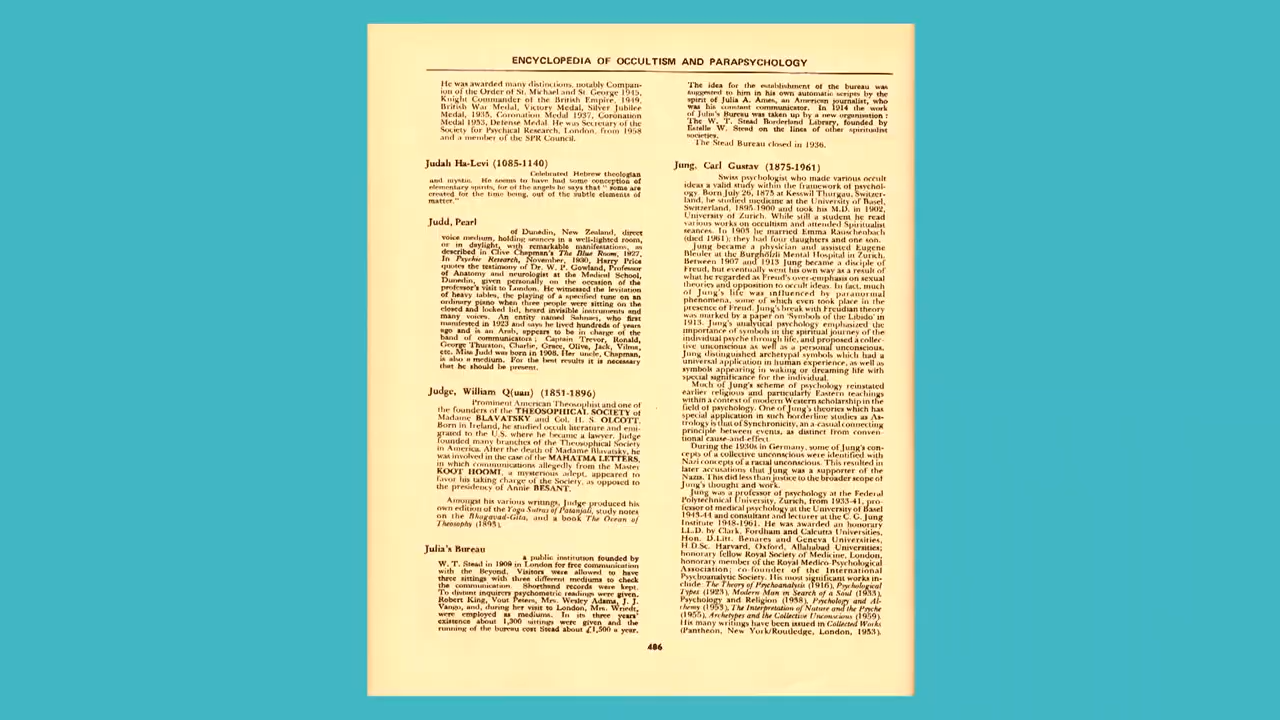 ENCYCLOPEDIA OF OCCULTISM AND PARAPSYCHOLOGY
He was awarded many distinctions, notably Compan-
ion of the Order of St. Michael and St. George 1945,
Knight Commander of the British Empire, 1949,
British War Medal, Victory Medal, Silver Jubilee
Medal, 1935, Coronation Medal 1937, Coronation
Medal 1953, Defense Medal. He was Secretary of the
Society for Psychical Research, London, from 1958
and a member of the SPR Council.
Judah Ha-Levi (1085-1140)
Celebrated Hebrew theologian
and mystic. He seems to have had some conception of
elementary spirits, for of the angels he says that " some are
created for the time being, out of the subtle elements of
matter."
Judd, Pearl
of Dunedin, New Zealand, direct
voice medium, holding seances in a well-lighted room,
or in daylight, with remarkable manifestations, as
described in Clive Chapman's The Blue Room, 1927.
In Psychic Research, November, 1930, Harry Price
quotes the testimony of Dr. W. P. Gowland, Professor
of Anatomy and neurologist at the Medical School,
Dunedin, given personally on the occasion of the
professor's visit to London. He witnessed the levitation
of heavy tables, the playing of a specified tune on an
ordinary piano when three people were sitting on the
closed and locked lid, heard invisible instruments and
many voices. An entity named Sahnaei, who first
manifested in 1923 and says he lived hundreds of years
ago and is an Arab, appears to be in charge of the
band of communicators; Captain Trevor, Ronald,
George Thurston, Charlie, Grace, Olive, Jack, Vilma,
etc. Miss Judd was born in 1908. Her uncle, Chapman,
is also a medium. For the best results it is necessary
that he should be present.
Judge, William Q(uan) (1851-1896)
Prominent American Theosophist and one of
the founders of the THEOSOPHICAL SOCIETY of
Madame BLAVATSKY and Col. H. S. OLCOTT.
Born in Ireland, he studied occult literature and emi-
grated to the U.S. where he became a lawyer. Judge
founded many branches of the Theosophical Society
in America. After the death of Madame Blavatsky, he
was involved in the case of the MAHATMA LETTERS,
in which communications allegedly from the Master
KOOT HOOMI, a mysterious adept, appeared to
favor his taking charge of the Society, as opposed to
the presidency of Annie BESANT.
Amongst his various writings, Judge produced his
own edition of the Yoga Sutras of Patanjali, study notes
on the Bhagavad-Gita, and a book The Ocean of
Theosophy (1893).
Julia's Bureau
a public institution founded by
W. T. Stead in 1909 in London for free communication
with the Beyond. Visitors were allowed to have
three sittings with three different mediums to check
the communication. Shorthand records were kept.
To distant inquirers psychometric readings were given.
Robert King, Vout Peters, Mrs. Wesley Adams, J. J.
Vango, and, during her visit to London, Mrs. Wriedt,
were employed as mediums. In its three years'
existence about 1,300 sittings were given and the
running of the bureau cost Stead about £1,500 a year.
The idea for the establishment of the bureau was
suggested to him in his own automatic scripts by the
spirit of Julia A. Ames, an American journalist, who
was his constant communicator. In 1914 the work
of Julia's Bureau was taken up by a new organisation :
The W. T. Stead Borderland Library, founded by
Estelle W. Stead on the lines of other spiritualist
societies.
The Stead Bureau closed in 1936.
Jung, Carl Gustav (1875-1961)
Swiss psychologist who made various occult
ideas a valid study within the framework of psychol-
ogy. Born July 26, 1875 at Kesswil Thurgau, Switzer-
land, he studied medicine at the University of Basel,
Switzerland, 1895-1900 and took his M.D. in 1902,
University of Zurich. While still a student he read
various works on occultism and attended Spiritualist
seances. In 1903 he married Emma Rauschenbach
(died 1961); they had four daughters and one son.
Jung became a physician and assisted Eugene
Bleuler at the Burghölzli Mental Hospital in Zurich.
Between 1907 and 1913 Jung became a disciple of
Freud, but eventually went his own way as a result of
what he regarded as Freud's over-emphasis on sexual
theories and opposition to occult ideas. In fact, much
of Jung's life was influenced by paranormal
phenomena, some of which even took place in the
presence of Freud. Jung's break with Freudian theory
was marked by a paper on 'Symbols of the Libido' in
1913. Jung's analytical psychology emphasized the
importance of symbols in the spiritual journey of the
individual psyche through life, and proposed a collec-
tive unconscious as well as a personal unconscious.
Jung distinguished archetypal symbols which had a
universal application in human experience, as well as
symbols appearing in waking or dreaming life with
special significance for the individual.
Much of Jung's scheme of psychology reinstated
earlier religious and particularly Eastern teachings
within a context of modern Western scholarship in the
field of psychology. One of Jung's theories which has
special application in such borderline studies as As-
trology is that of Synchronicity, an a-casual connecting
principle between events, as distinct from conven-
tional cause-and-effect.
During the 1930s in Germany, some of Jung's con-
cepts of a collective unconscious were identified with
Nazi concepts of a racial unconscious. This resulted in
later accusations that Jung was a supporter of the
Nazis. This did less than justice to the broader scope of
Jung's thought and work.
Jung was a professor of psychology at the Federal
Polytechnical University, Zurich, from 1933-41, pro-
fessor of medical psychology at the University of Basel
1943-44 and consultant and lecturer at the C. G. Jung
Institute 1948-1961. He was awarded an honorary
LL.D. by Clark, Fordham and Calcutta Universities,
Hon. D.Litt. Benares and Geneva Universities,
H.D.Sc. Harvard, Oxford, Allahabad Universities;
honorary fellow Royal Society of Medicine, London,
honorary member of the Royal Medico-Psychological
Association; co-founder of the International
Psychoanalytic Society. His most significant works in-
clude: The Theory of Psychoanalysis (1916), Psychological
Types (1923), Modern Man in Search of a Soul (1933),
Psychology and Religion (1938), Psychology and Al-
chemy (1953), The Interpretation of Nature and the Psyche
(1955), Archetypes and the Collective Unconscious (1959).
His many writings have been issued in Collected Works
(Pantheon, New York/Routledge, London, 1953).
486